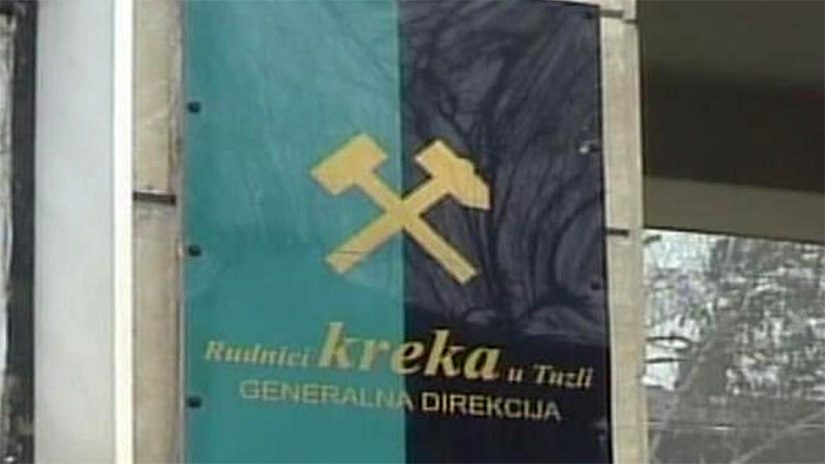 Rudnici kreka u Tuzli
GENERALNA DIREKCIJA